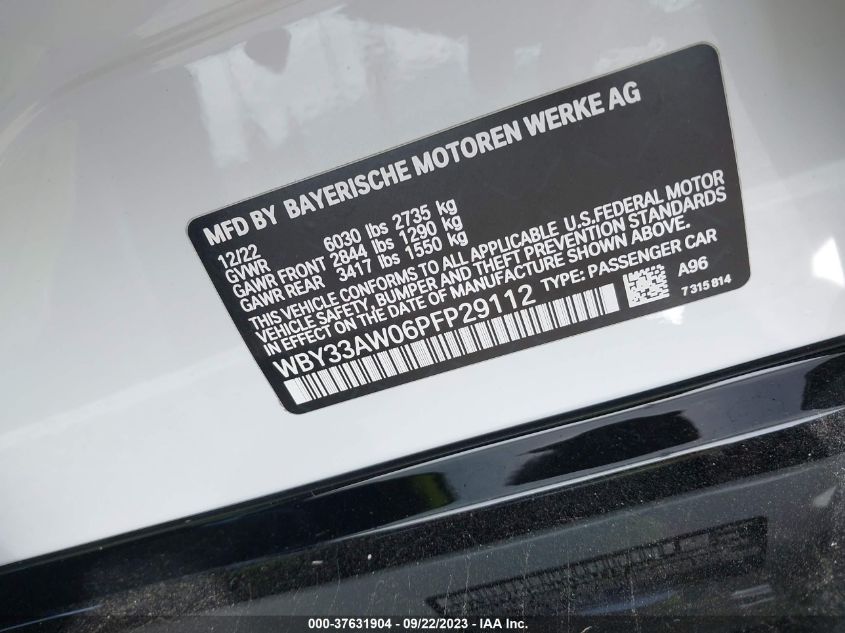 MFD BY BAYERISCHE MOTOREN WERKE AG
12/22
GVWR 6030 lbs 2735 kg
GAWR FRONT 2844 lbs 1290 kg
GAWR REAR 3417 lbs 1550 kg
THIS VEHICLE CONFORMS TO ALL APPLICABLE U.S.FEDERAL MOTOR
VEHICLE SAFETY, BUMPER AND THEFT PREVENTION STANDARDS
IN EFFECT ON THE DATE OF MANUFACTURE SHOWN ABOVE.
WBY33AW06PFP29112 TYPE: PASSENGER CAR
A96
7 315 814
000-37631904 - 09/22/2023 - IAAI Inc.